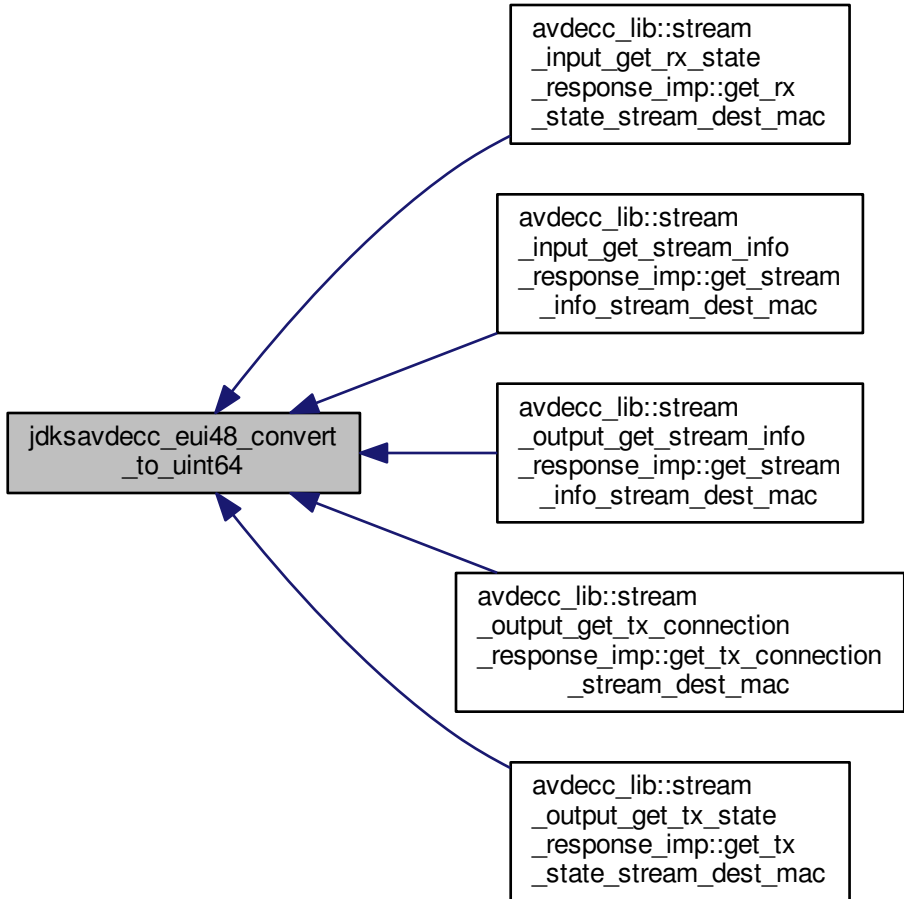 avdecc_lib::stream
_input_get_rx_state
_response_imp::get_rx
_state_stream_dest_mac
avdecc_lib::stream
_input_get_stream_info
_response_imp::get_stream
_info_stream_dest_mac
jdksavdecc_eui48_convert
_to_uint64
avdecc_lib::stream
_output_get_stream_info
_response_imp::get_stream
_info_stream_dest_mac
avdecc_lib::stream
_output_get_tx_connection
_response_imp::get_tx_connection
_stream_dest_mac
avdecc_lib::stream
_output_get_tx_state
_response_imp::get_tx
_state_stream_dest_mac